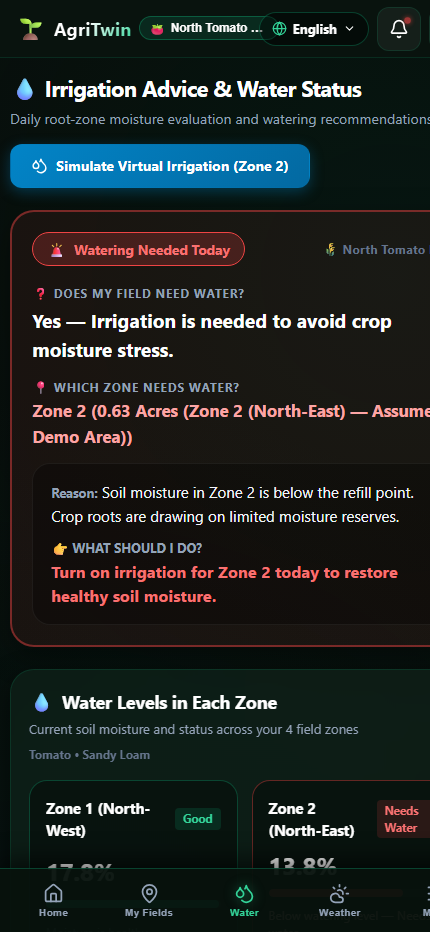 AgriTwin
North Tomato ...
English
Irrigation Advice & Water Status
Daily root-zone moisture evaluation and watering recommendations
Simulate Virtual Irrigation (Zone 2)
Watering Needed Today
North Tomato
DOES MY FIELD NEED WATER?
Yes — Irrigation is needed to avoid crop
moisture stress.
WHICH ZONE NEEDS WATER?
Zone 2 (0.63 Acres (Zone 2 (North-East) — Assume
Demo Area))
Reason: Soil moisture in Zone 2 is below the refill point.
Crop roots are drawing on limited moisture reserves.
WHAT SHOULD I DO?
Turn on irrigation for Zone 2 today to restore
healthy soil moisture.
Water Levels in Each Zone
Current soil moisture and status across your 4 field zones
Tomato • Sandy Loam
Zone 1 (North-
West)
Good
17.8%
Zone 2
(North-East)
Needs
Water
13.8%
Home
My Fields
Water
Weather